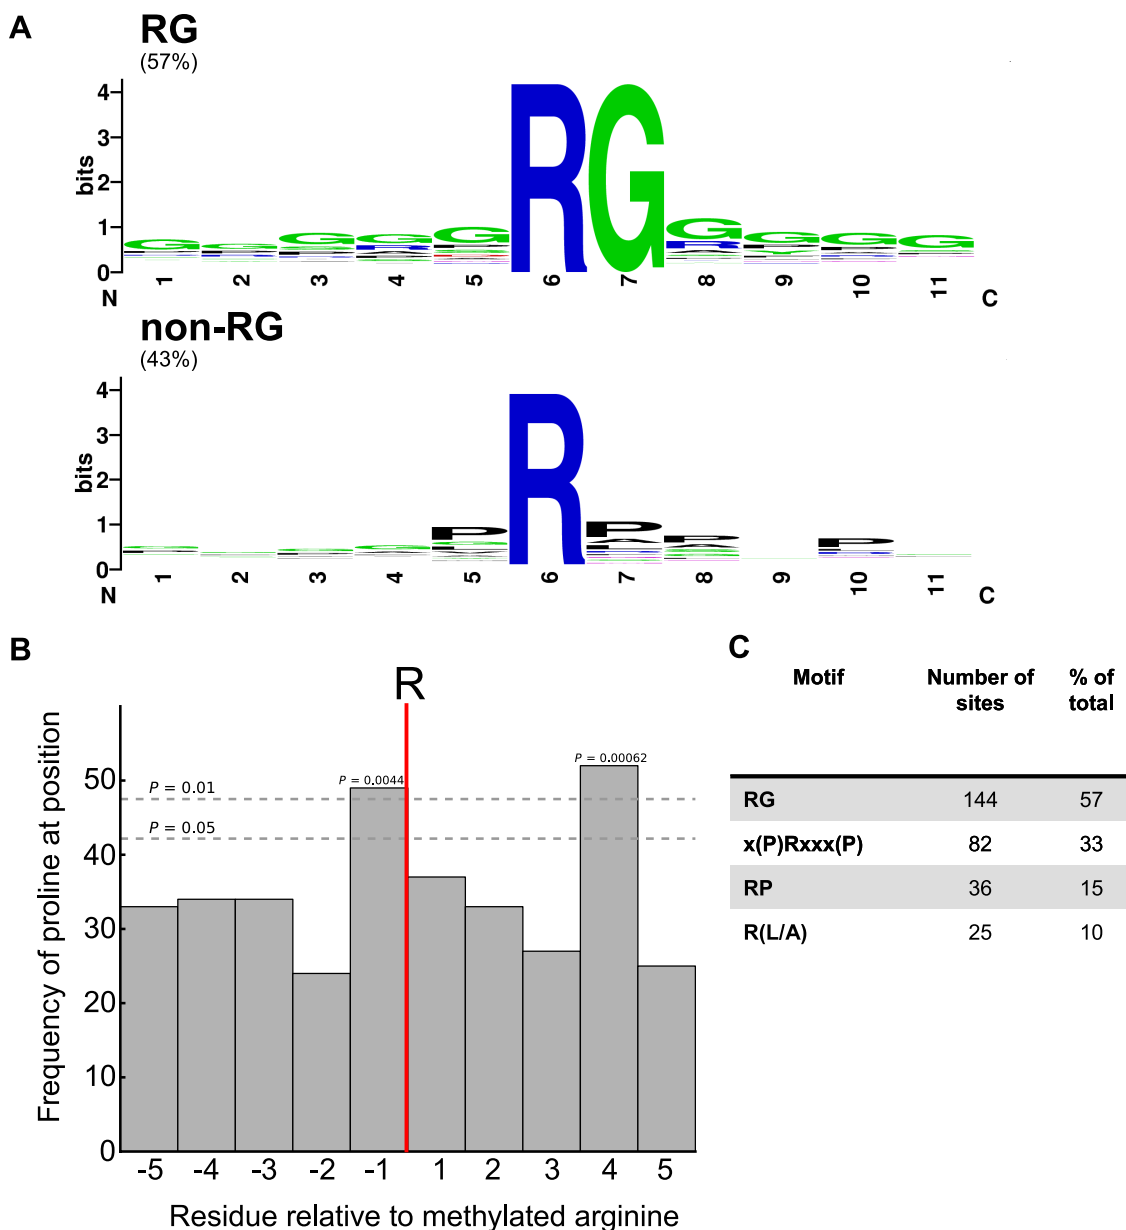 A
RG
(57%)
bits
4
3
2
1
0
R G
G G G G G G G G G
N 1 2 3 4 5 6 7 8 9 10 11 C
non-RG
(43%)
bits
4
3
2
1
0
P R P P P
N 1 2 3 4 5 6 7 8 9 10 11 C
B
R
Frequency of proline at position
50
40
30
20
10
0
P = 0.01
P = 0.05
P = 0.0044
P = 0.00062
-5 -4 -3 -2 -1 1 2 3 4 5
Residue relative to methylated arginine
C
Motif Number of sites % of total
RG 144 57
x(P)Rxxx(P) 82 33
RP 36 15
R(L/A) 25 10